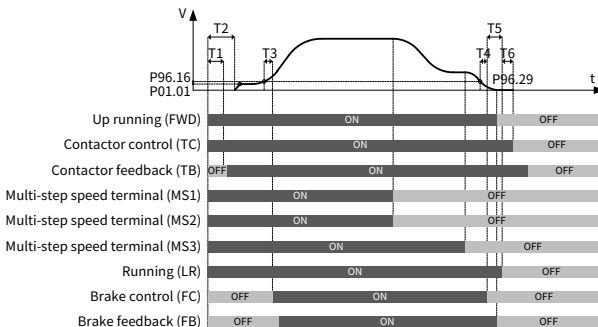 V
T2
T5
T1
T3
T4
T6
P96.16
P96.29
P01.01
t
Up running (FWD) ON OFF
Contactor control (TC) ON OFF
Contactor feedback (TB) OFF ON OFF
Multi-step speed terminal (MS1) ON OFF
Multi-step speed terminal (MS2) ON OFF
Multi-step speed terminal (MS3) ON OFF
Running (LR) ON OFF
Brake control (FC) OFF ON OFF
Brake feedback (FB) OFF ON OFF